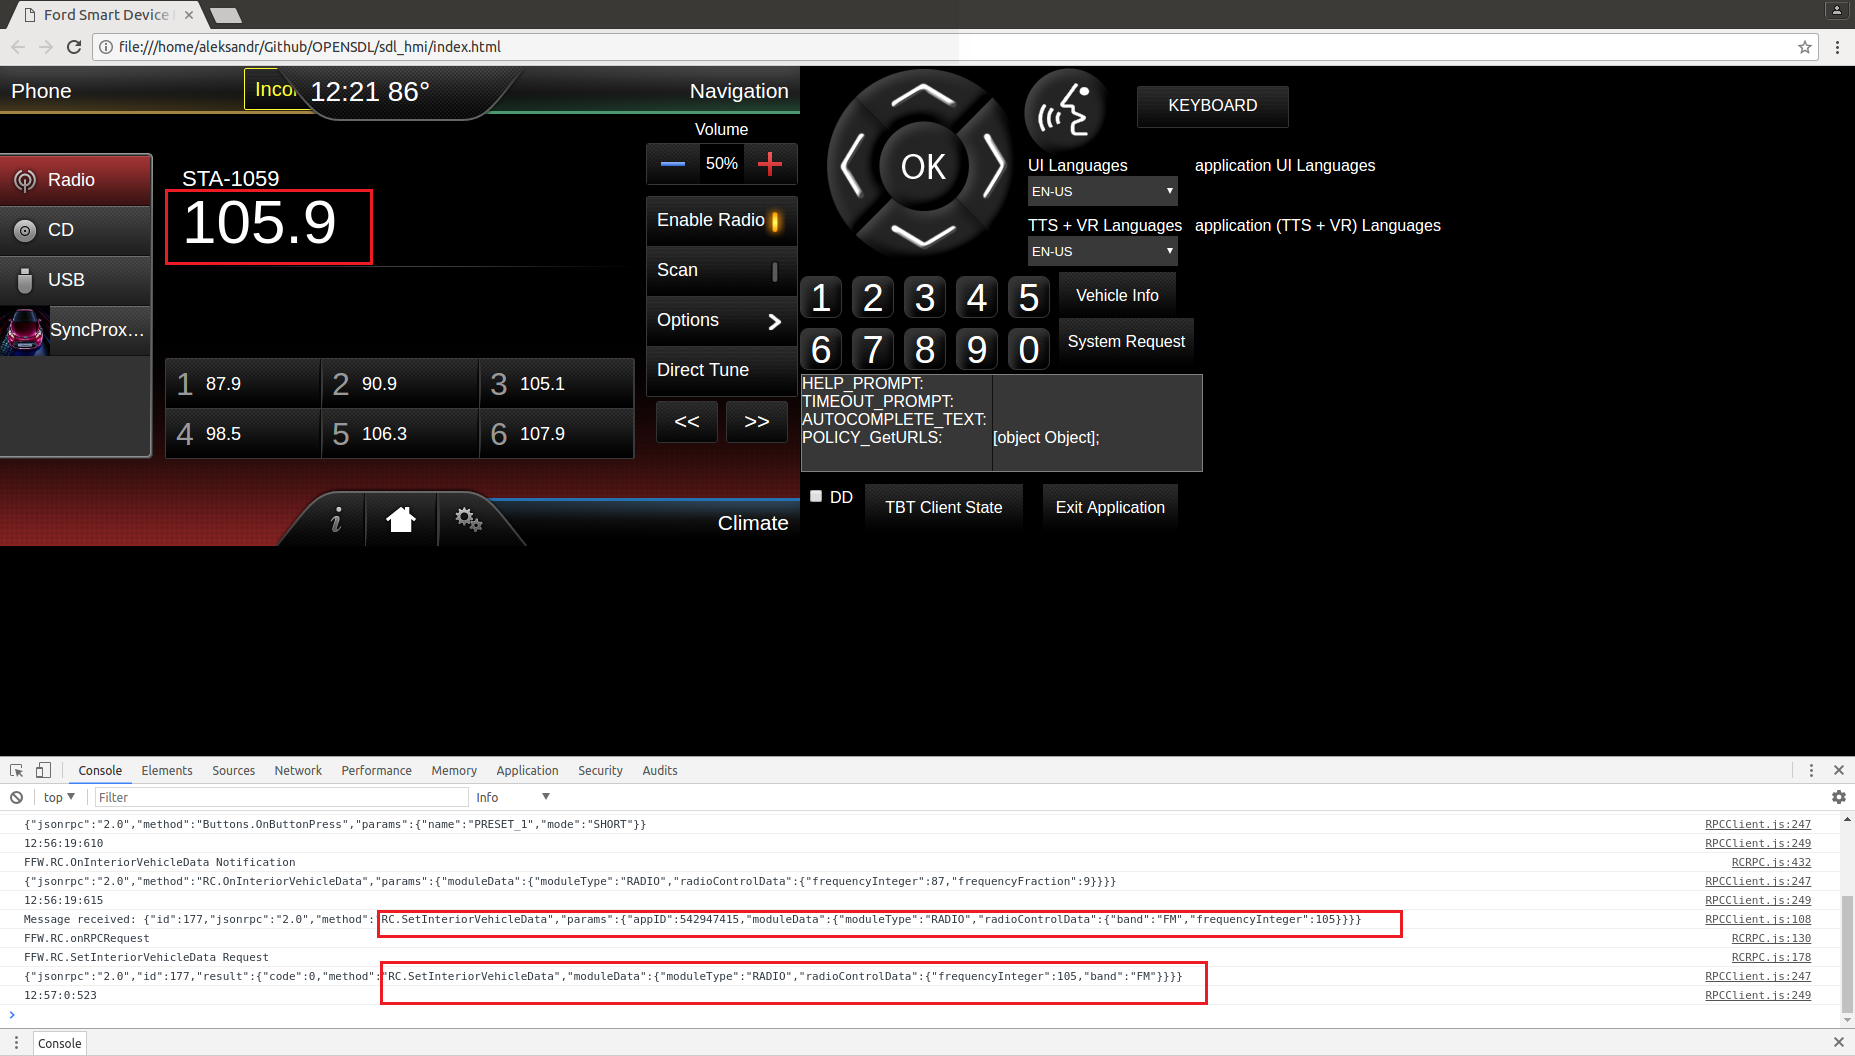 Ford Smart Device
file:///home/aleksandr/Github/OPENSDL/sdl_hmi/index.html
Phone
12:21 86°
Navigation
Volume
50%
Radio
CD
USB
SyncProx...
STA-1059
105.9
Enable Radio
Scan
Options
Direct Tune
<< >>
1 87.9 2 90.9 3 105.1
4 98.5 5 106.3 6 107.9
i
Climate
OK
KEYBOARD
UI Languages application UI Languages
EN-US
TTS + VR Languages application (TTS + VR) Languages
EN-US
1 2 3 4 5 Vehicle Info
6 7 8 9 0 System Request
HELP_PROMPT:
TIMEOUT_PROMPT:
AUTOCOMPLETE_TEXT:
POLICY_GetURLS: [object Object];
DD TBT Client State Exit Application
Console Elements Sources Network Performance Memory Application Security Audits
top Filter Info
{"jsonrpc":"2.0","method":"Buttons.OnButtonPress","params":{"name":"PRESET_1","mode":"SHORT"}} RPCClient.js:247
12:56:19:610 RPCClient.js:249
FFW.RC.OnInteriorVehicleData Notification RCRPC.js:432
{"jsonrpc":"2.0","method":"RC.OnInteriorVehicleData","params":{"moduleData":{"moduleType":"RADIO","radioControlData":{"frequencyInteger":87,"frequencyFraction":9}}}} RPCClient.js:247
12:56:19:615 RPCClient.js:249
Message received: {"id":177,"jsonrpc":"2.0","method":"RC.SetInteriorVehicleData","params":{"appID":542947415,"moduleData":{"moduleType":"RADIO","radioControlData":{"band":"FM","frequencyInteger":105}}}} RPCClient.js:108
FFW.RC.onRPCRequest RCRPC.js:130
FFW.RC.SetInteriorVehicleData Request RCRPC.js:178
{"jsonrpc":"2.0","id":177,"result":{"code":0,"method":"RC.SetInteriorVehicleData","moduleData":{"moduleType":"RADIO","radioControlData":{"frequencyInteger":105,"band":"FM"}}}} RPCClient.js:247
12:57:0:523 RPCClient.js:249
Console